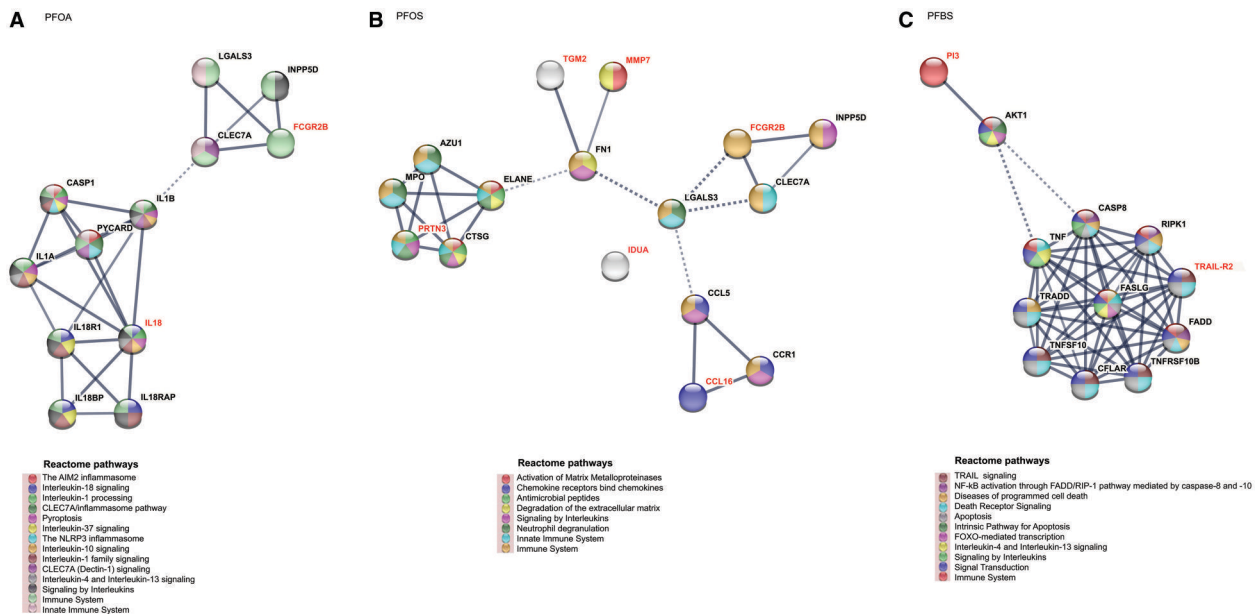 A PFOA
LGALS3
INPP5D
FCGR2B
CLEC7A
CASP1
IL1B
PYCARD
IL1A
IL18R1
IL18
IL18BP
IL18RAP
Reactome pathways
The AIM2 inflammasome
Interleukin-18 signaling
Interleukin-1 processing
CLEC7A/inflammasome pathway
Pyroptosis
Interleukin-37 signaling
The NLRP3 inflammasome
Interleukin-10 signaling
Interleukin-1 family signaling
CLEC7A (Dectin-1) signaling
Interleukin-4 and Interleukin-13 signaling
Signaling by Interleukins
Immune System
Innate Immune System
B PFOS
TGM2
MMP7
FCGR2B
INPP5D
AZU1
FN1
CLEC7A
MPO
ELANE
LGALS3
PRTN3
CTSG
IDUA
CCL5
CCR1
CCL16
Reactome pathways
Activation of Matrix Metalloproteinases
Chemokine receptors bind chemokines
Antimicrobial peptides
Degradation of the extracellular matrix
Signaling by Interleukins
Neutrophil degranulation
Innate Immune System
Immune System
C PFBS
PI3
AKT1
CASP8
RIPK1
TNF
TRAIL-R2
FASLG
TRADD
FADD
TNFSF10
TNFRSF10B
CFLAR
Reactome pathways
TRAIL signaling
NF-kB activation through FADD/RIP-1 pathway mediated by caspase-8 and -10
Diseases of programmed cell death
Death Receptor Signaling
Apoptosis
Intrinsic Pathway for Apoptosis
FOXO-mediated transcription
Interleukin-4 and Interleukin-13 signaling
Signaling by Interleukins
Signal Transduction
Immune System